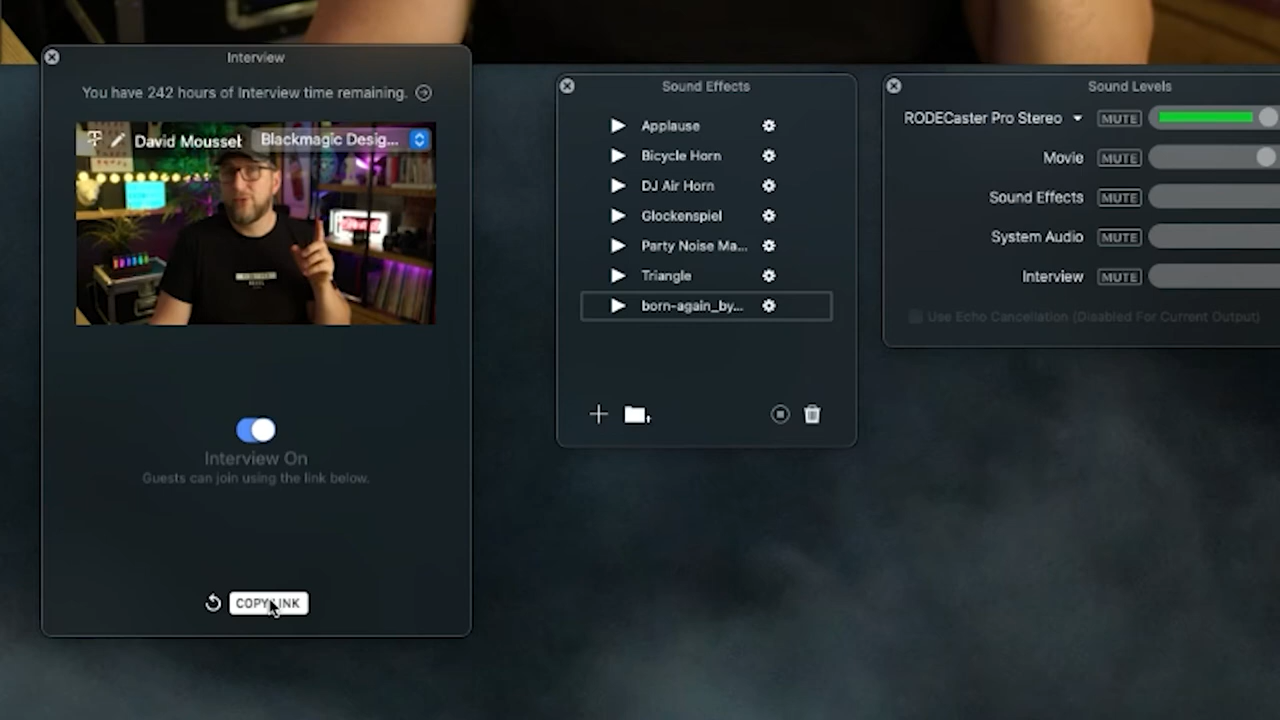 Interview
You have 242 hours of Interview time remaining.
David Mousset
Blackmagic Desig...
Interview On
Guests can join using the link below.
COPY LINK
Sound Effects
Applause
Bicycle Horn
DJ Air Horn
Glockenspiel
Party Noise Ma...
Triangle
born-again_by...
Sound Levels
RODECaster Pro Stereo MUTE
Movie MUTE
Sound Effects MUTE
System Audio MUTE
Interview MUTE
Use Echo Cancellation (Disabled For Current Output)